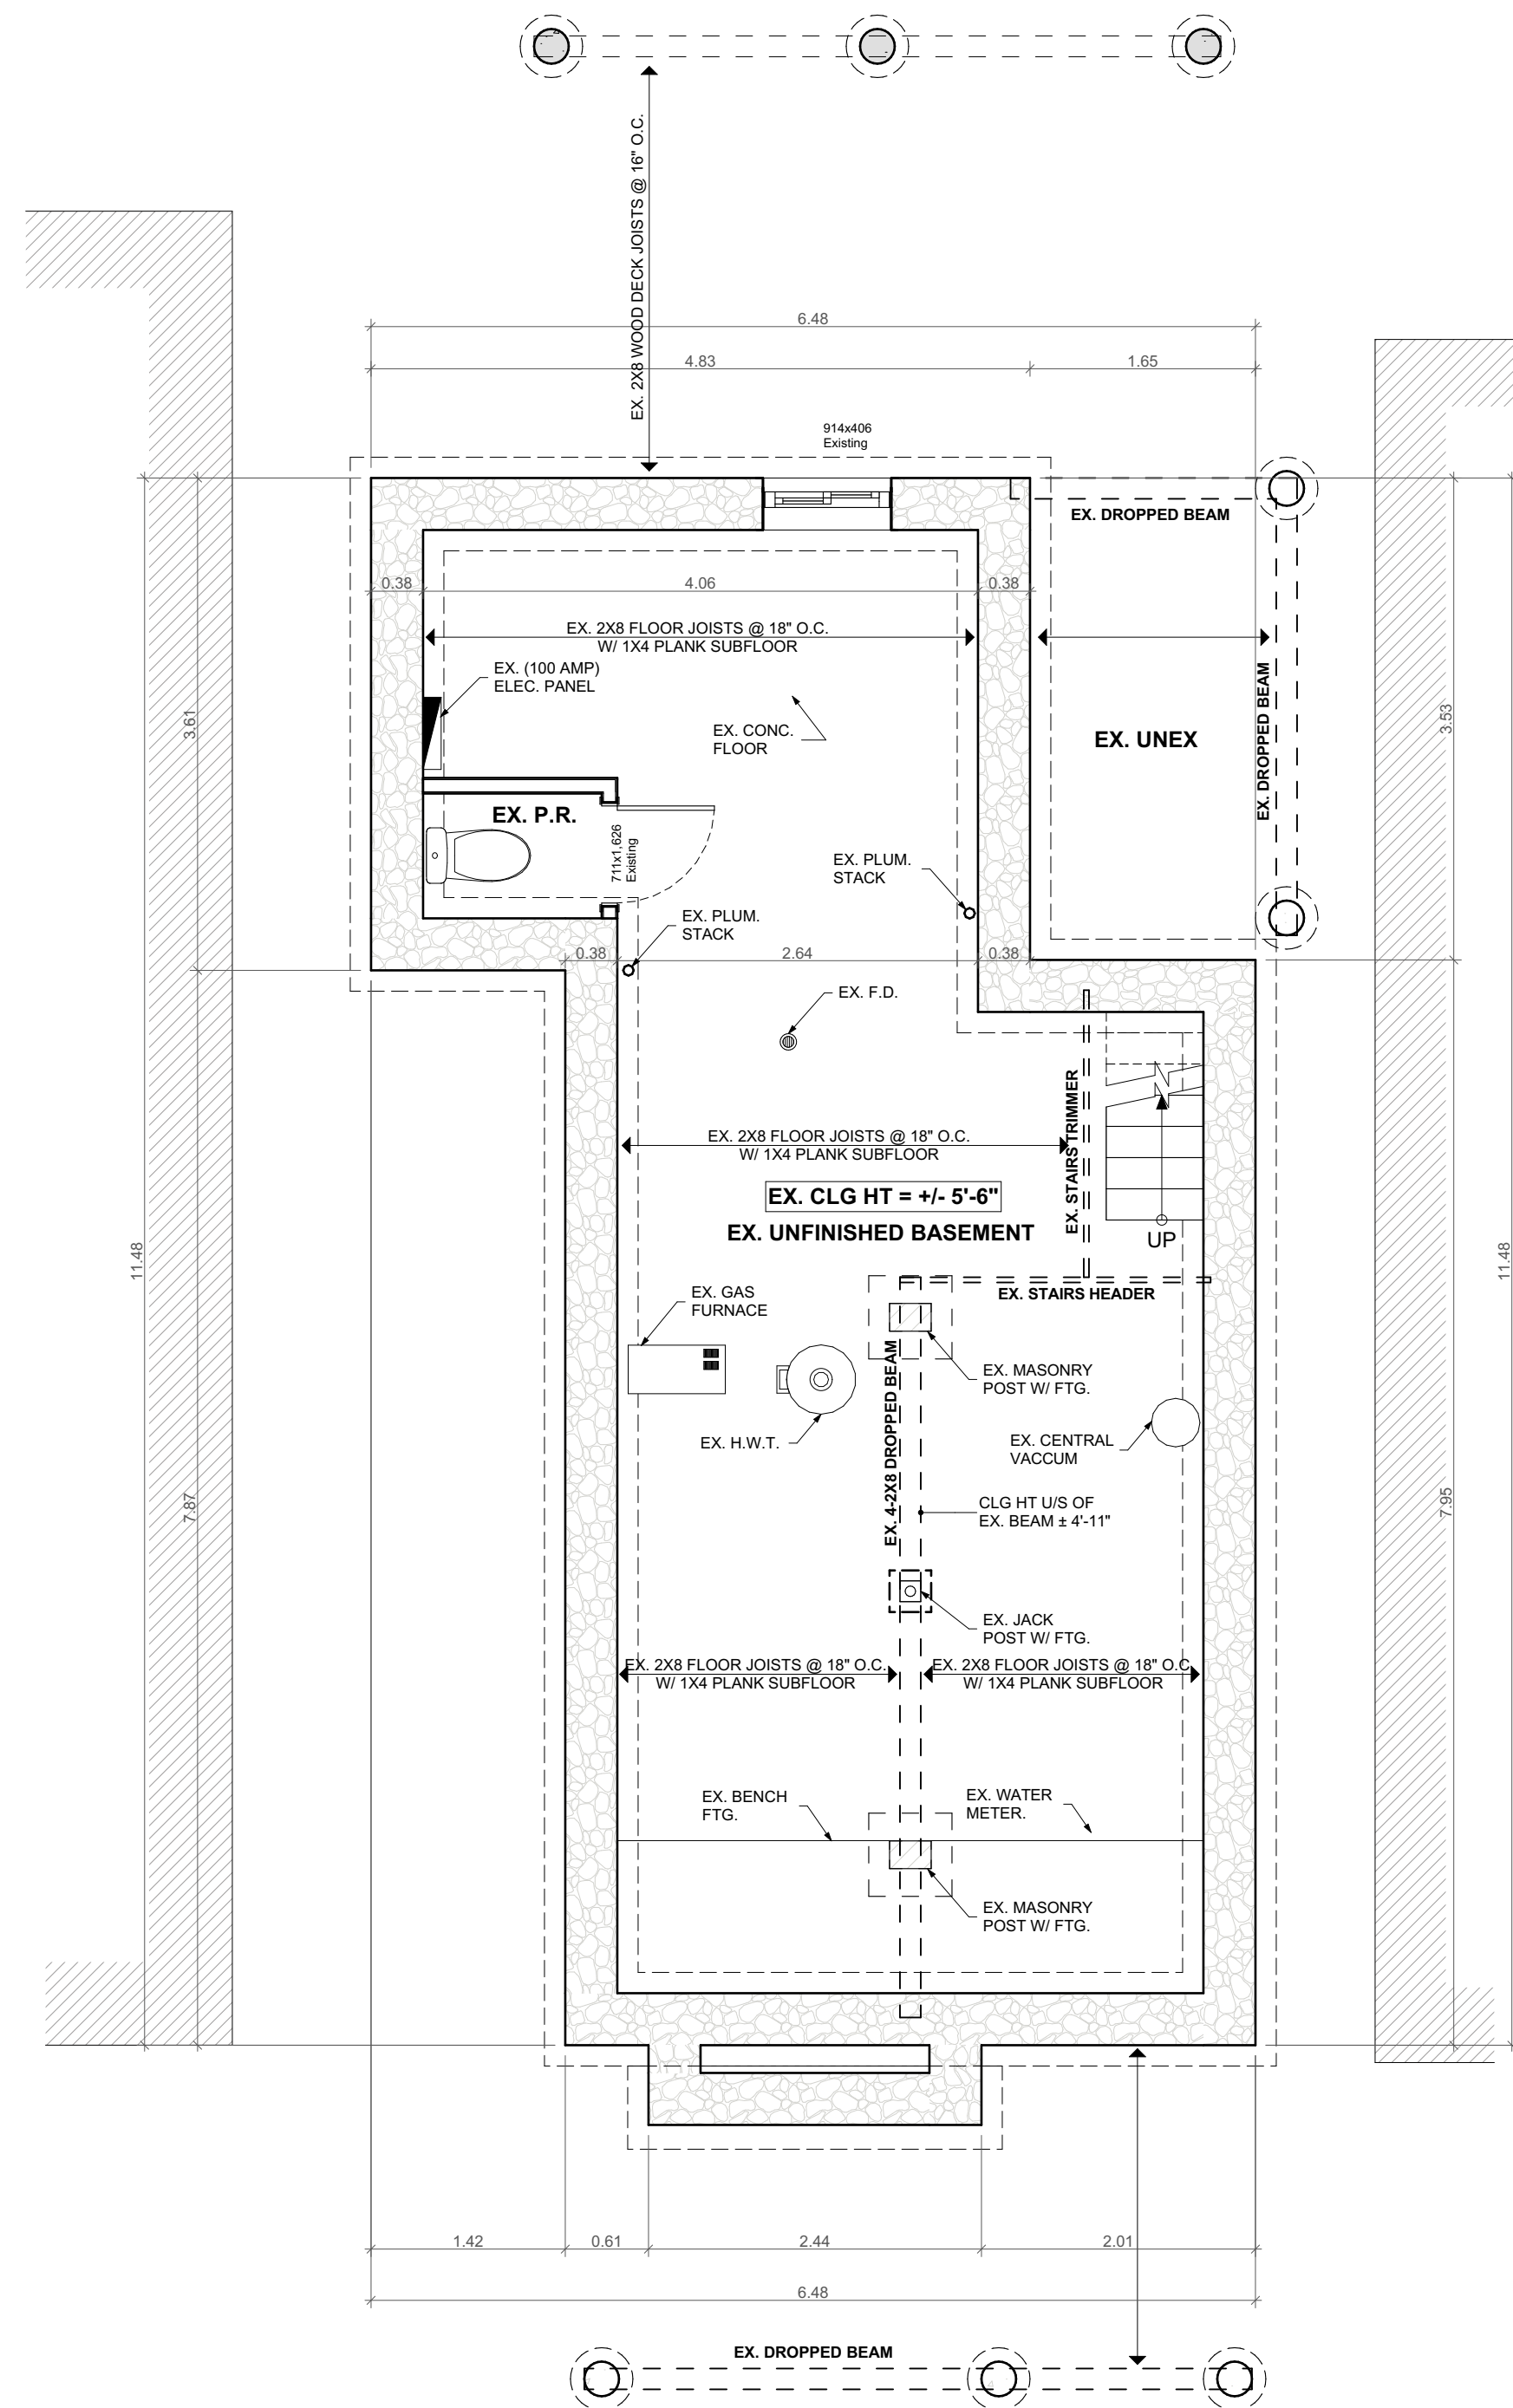 EX. 2X8 WOOD DECK JOISTS @ 16" O.C.
6.48
4.83
1.65
914x406
Existing
EX. DROPPED BEAM
0.38
4.06
0.38
EX. 2X8 FLOOR JOISTS @ 18" O.C.
W/ 1X4 PLANK SUBFLOOR
EX. (100 AMP)
ELEC. PANEL
EX. CONC.
FLOOR
3.61
EX. UNEX
EX. DROPPED BEAM
3.53
EX. P.R.
711x1,626
Existing
EX. PLUM.
STACK
EX. PLUM.
STACK
0.38
2.64
0.38
EX. F.D.
EX. 2X8 FLOOR JOISTS @ 18" O.C.
W/ 1X4 PLANK SUBFLOOR
EX. STAIRS TRIMMER
EX. CLG HT = +/- 5'-6"
EX. UNFINISHED BASEMENT
UP
11.48
11.48
EX. STAIRS HEADER
EX. GAS
FURNACE
EX. MASONRY
POST W/ FTG.
EX. 4-2X8 DROPPED BEAM
EX. H.W.T.
EX. CENTRAL
VACCUM
7.87
7.95
CLG HT U/S OF
EX. BEAM ± 4'-11"
EX. JACK
POST W/ FTG.
EX. 2X8 FLOOR JOISTS @ 18" O.C.
W/ 1X4 PLANK SUBFLOOR
EX. 2X8 FLOOR JOISTS @ 18" O.C
W/ 1X4 PLANK SUBFLOOR
EX. BENCH
FTG.
EX. WATER
METER.
EX. MASONRY
POST W/ FTG.
1.42
0.61
2.44
2.01
6.48
EX. DROPPED BEAM